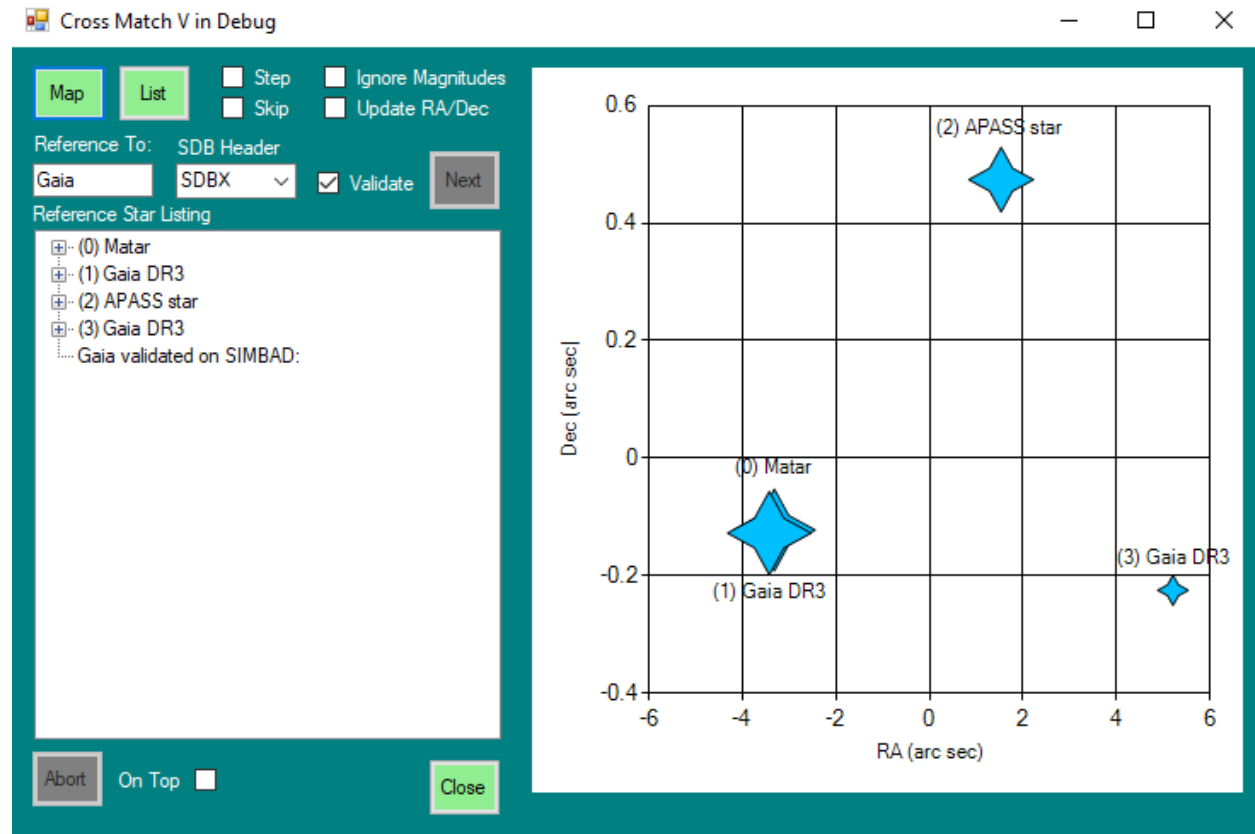 Cross Match V in Debug
Map
List
Step
Ignore Magnitudes
Skip
Update RA/Dec
Reference To:
SDB Header
Gaia
SDBX
Validate
Next
Reference Star Listing
(0) Matar
(1) Gaia DR3
(2) APASS star
(3) Gaia DR3
Gaia validated on SIMBAD:
Abort
On Top
Close
0.6
(2) APASS star
0.4
0.2
Dec (arc sec)
0
(0) Matar
-0.2
(3) Gaia DR3
(1) Gaia DR3
-0.4
-6 -4 -2 0 2 4 6
RA (arc sec)